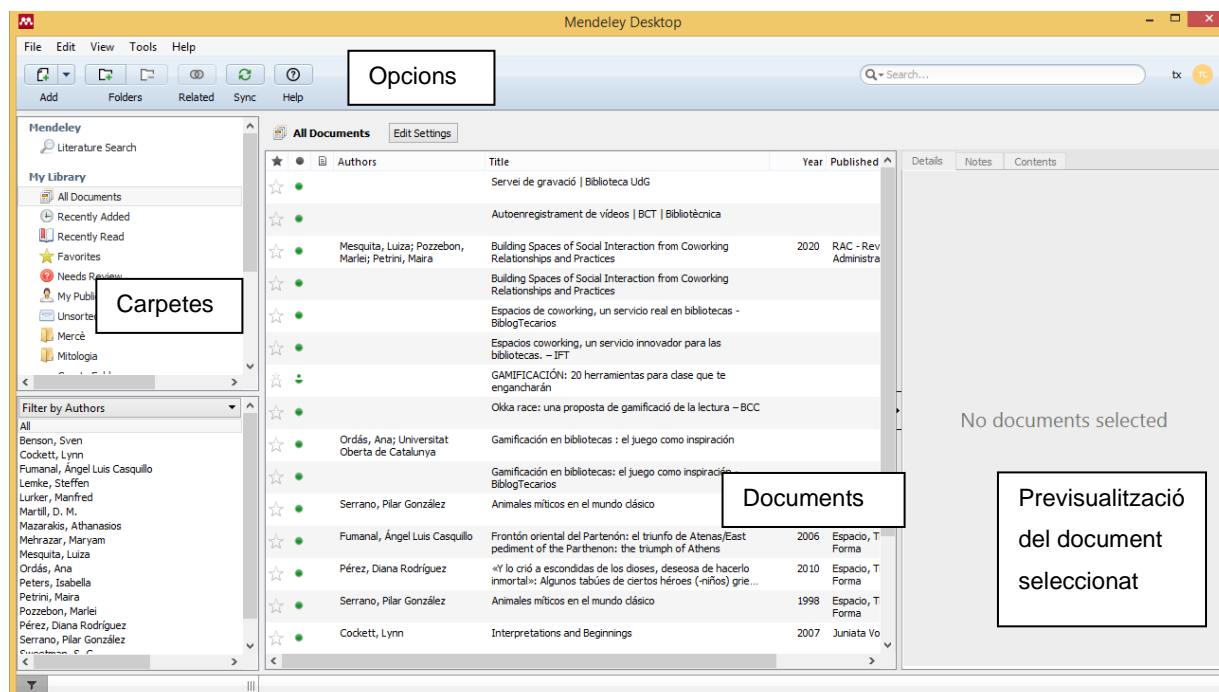 Mendeley Desktop
File Edit View Tools Help
Opcions
Search...
tx TC
Add Folders Related Sync Help
Mendeley
Literature Search
My Library
All Documents
Recently Added
Recently Read
Favorites
Needs Review
My Publi
Unsorte
Mercè
Mitologia
Carpetes
Filter by Authors
All
Benson, Sven
Cockett, Lynn
Fumanal, Ángel Luis Casquillo
Lemke, Steffen
Lurker, Manfred
Martill, D. M.
Mazarakis, Athanasios
Mehrazar, Maryam
Mesquita, Luiza
Ordás, Ana
Peters, Isabella
Petrini, Maira
Pozzebon, Marlei
Pérez, Diana Rodríguez
Serrano, Pilar González
All Documents Edit Settings
Authors Title Year Published
Servei de gravació | Biblioteca UdG
Autoenregistrament de vídeos | BCT | Bibliotècnica
Mesquita, Luiza; Pozzebon, Building Spaces of Social Interaction from Coworking 2020 RAC - Rev
Marlei; Petrini, Maira Relationships and Practices Administra
Building Spaces of Social Interaction from Coworking
Relationships and Practices
Espacios de coworking, un servicio real en bibliotecas -
BiblogTecarios
Espacios coworking, un servicio innovador para las
bibliotecas. – IFT
GAMIFICACIÓN: 20 herramientas para clase que te
engancharán
Okka race: una proposta de gamificació de la lectura – BCC
Ordás, Ana; Universitat Gamificación en bibliotecas : el juego como inspiración
Oberta de Catalunya
Gamificación en bibliotecas: el juego como inspiración -
BiblogTecarios
Serrano, Pilar González Animales míticos en el mundo clásico
Fumanal, Ángel Luis Casquillo Frontón oriental del Partenón: el triunfo de Atenas/East 2006 Espacio, T
pediment of the Parthenon: the triumph of Athens Forma
Pérez, Diana Rodríguez «Y lo crió a escondidas de los dioses, deseosa de hacerlo 2010 Espacio, T
inmortal»: Algunos tabúes de ciertos héroes (-niños) grie... Forma
Serrano, Pilar González Animales míticos en el mundo clásico 1998 Espacio, T
Forma
Cockett, Lynn Interpretations and Beginnings 2007 Juniata Vo
Documents
Details Notes Contents
No documents selected
Previsualització
del document
seleccionat